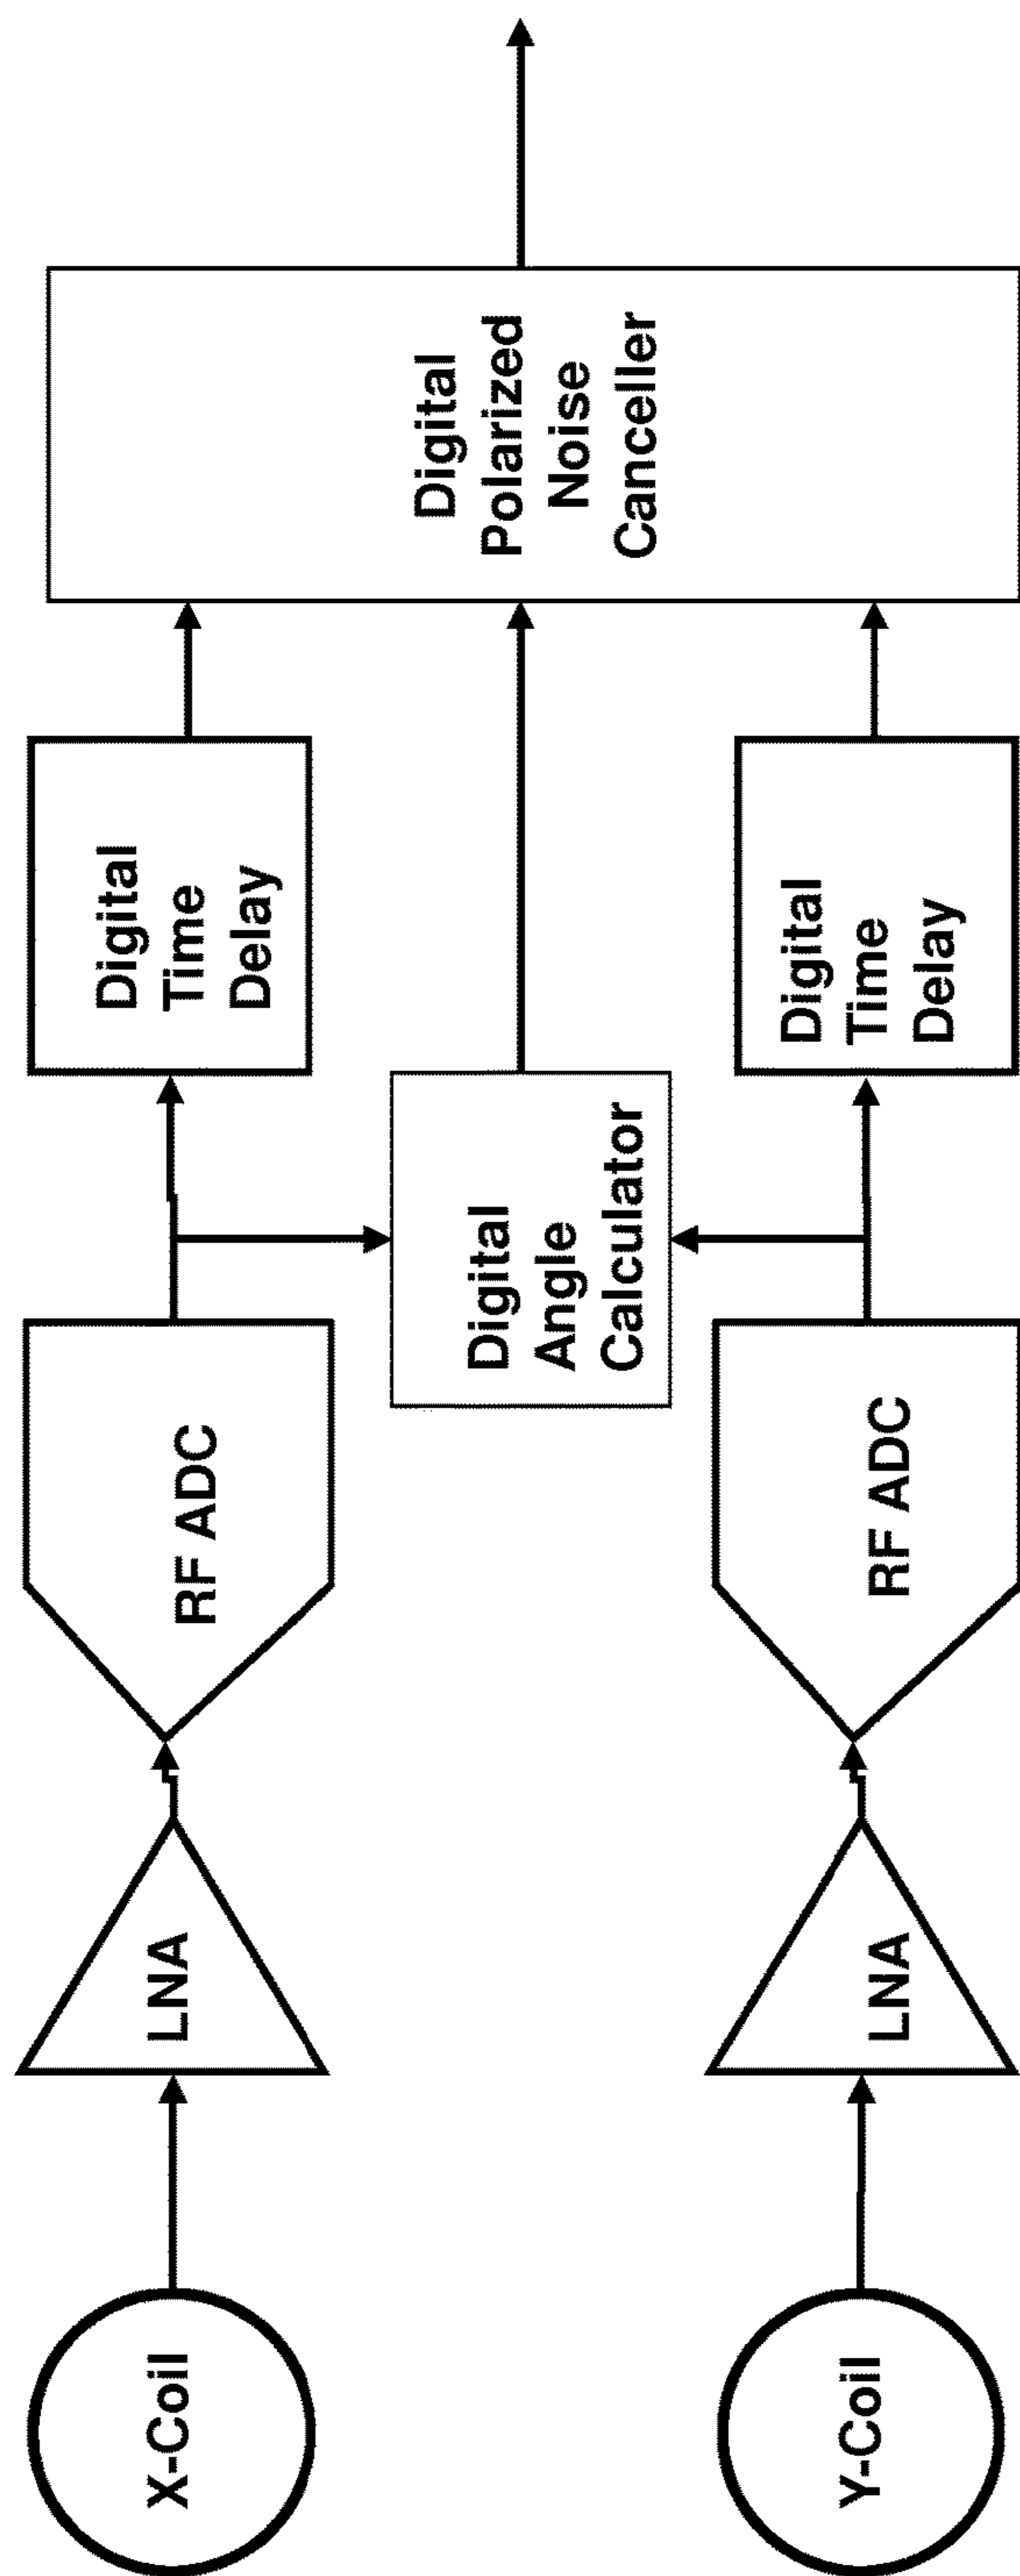 X-Coil
LNA
RF ADC
Digital
Time
Delay
Digital
Angle
Calculator
Digital
Polarized
Noise
Canceller
Y-Coil
LNA
RF ADC
Digital
Time
Delay